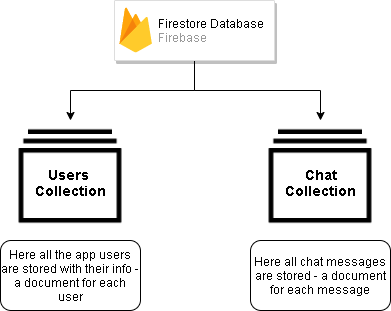 Firestore Database
Firebase
Users
Collection
Chat
Collection
Here all the app users
are stored with their info -
a document for each
user
Here all chat messages
are stored - a document
for each message